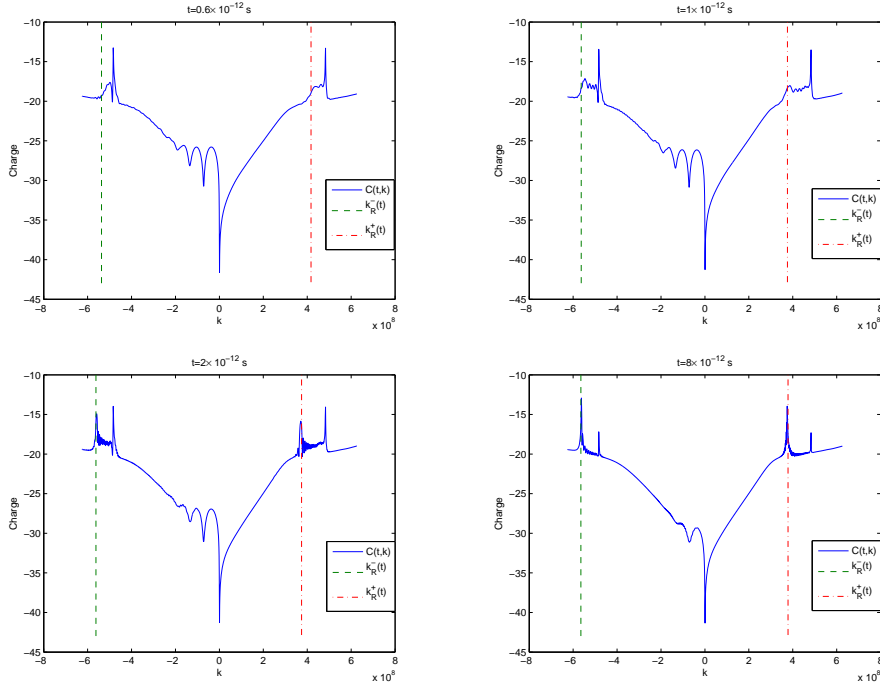 t=0.6× 10⁻¹² s
−10
−15
−20
−25
−30
−35
−40
−45
Charge
C(t,k)
k_R^−(t)
k_R^+(t)
−8 −6 −4 −2 0 2 4 6 8
k
x 10⁸
t=1× 10⁻¹² s
−10
−15
−20
−25
−30
−35
−40
−45
Charge
C(t,k)
k_R^−(t)
k_R^+(t)
−8 −6 −4 −2 0 2 4 6 8
k
x 10⁸
t=2× 10⁻¹² s
−10
−15
−20
−25
−30
−35
−40
−45
Charge
C(t,k)
k_R^−(t)
k_R^+(t)
−8 −6 −4 −2 0 2 4 6 8
k
x 10⁸
t=8× 10⁻¹² s
−10
−15
−20
−25
−30
−35
−40
−45
Charge
C(t,k)
k_R^−(t)
k_R^+(t)
−8 −6 −4 −2 0 2 4 6 8
k
x 10⁸